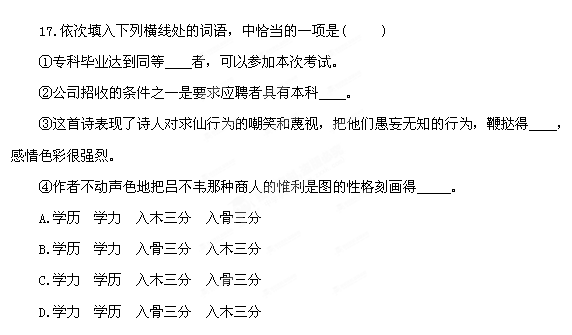 17.依次填入下列横线处的词语，中恰当的一项是(    )
①专科毕业达到同等____者，可以参加本次考试。
②公司招收的条件之一是要求应聘者具有本科____。
③这首诗表现了诗人对求仙行为的嘲笑和蔑视，把他们愚妄无知的行为，鞭挞得____，
感情色彩很强烈。
④作者不动声色地把吕不韦那种商人的惟利是图的性格刻画得_____。
A.学历  学力  入木三分  入骨三分
B.学历  学力  入骨三分  入木三分
C.学力  学历  入木三分  入骨三分
D.学力  学历  入骨三分  入木三分